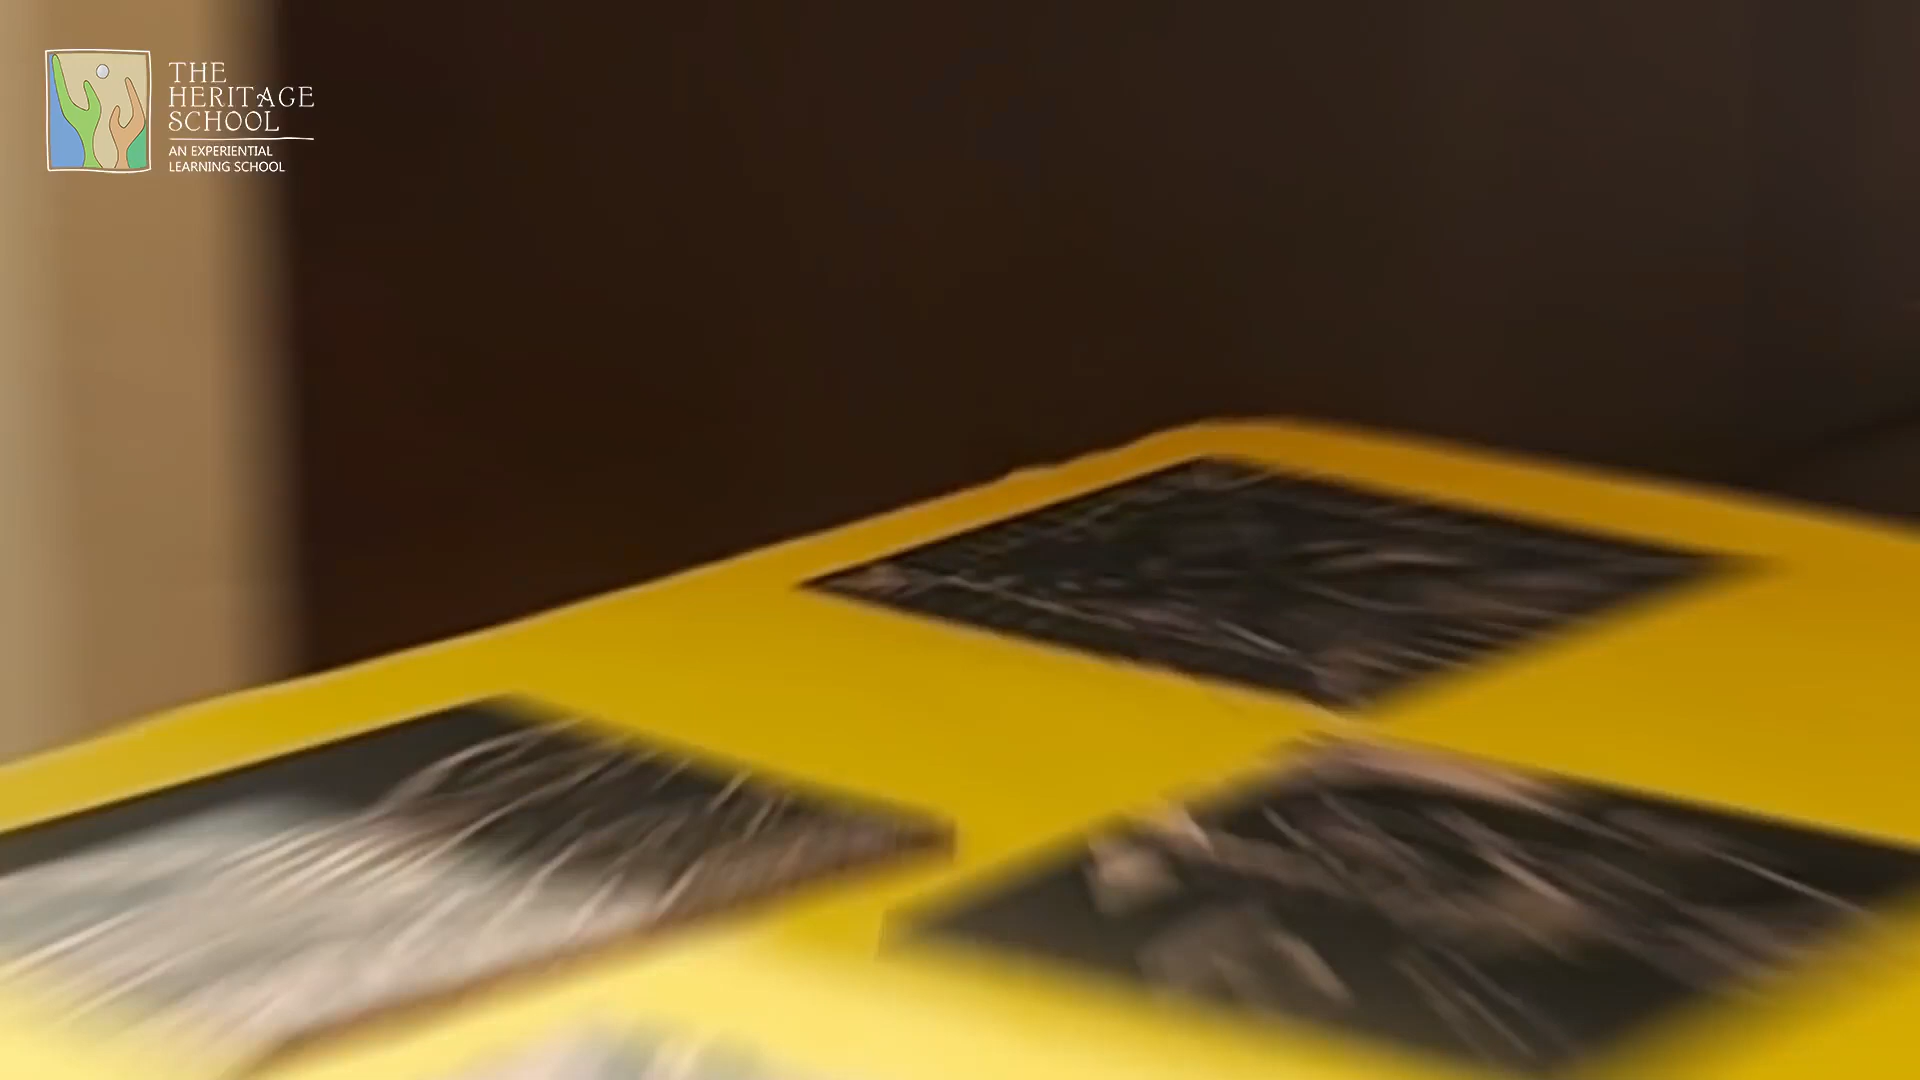 THE
HERITAGE
SCHOOL
AN EXPERIENTIAL
LEARNING SCHOOL